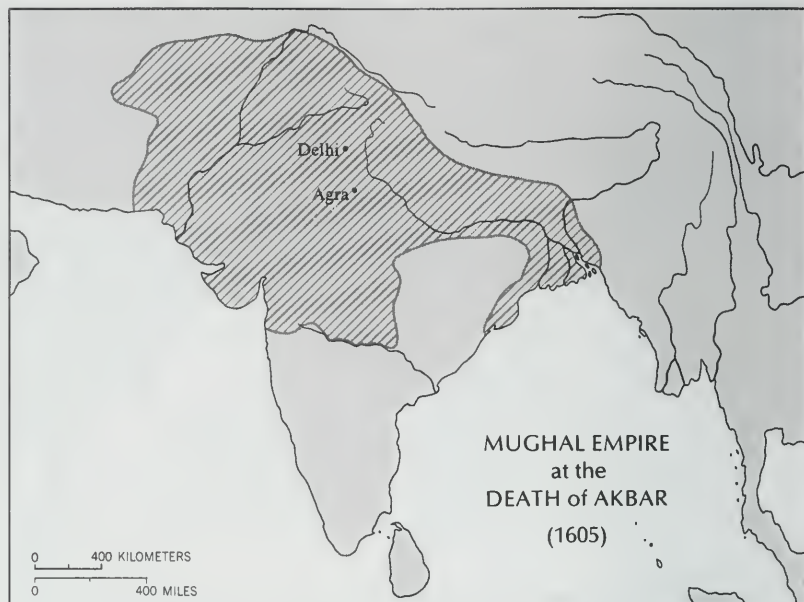 Delhi
Agra
MUGHAL EMPIRE
at the
DEATH of AKBAR
(1605)
0 400 KILOMETERS
0 400 MILES